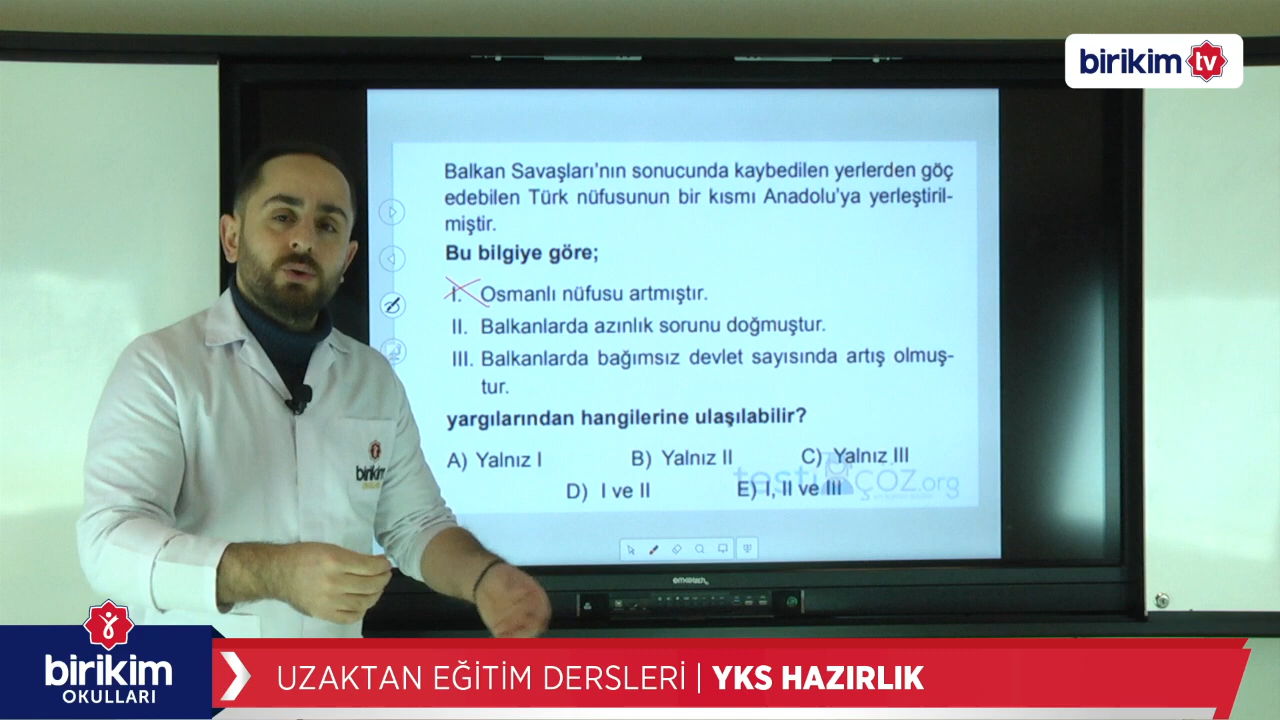 birikim tv
Balkan Savaşları'nın sonucunda kaybedilen yerlerden göç
edebilen Türk nüfusunun bir kısmı Anadolu'ya yerleştiril-
miştir.
Bu bilgiye göre;
I. Osmanlı nüfusu artmıştır.
II. Balkanlarda azınlık sorunu doğmuştur.
III. Balkanlarda bağımsız devlet sayısında artış olmuş-
tur.
yargılarından hangilerine ulaşılabilir?
A) Yalnız I B) Yalnız II C) Yalnız III
D) I ve II E) I, II ve III
testi ÇÖZ.org
birikim
birikim
OKULLARI
UZAKTAN EĞİTİM DERSLERİ | YKS HAZIRLIK